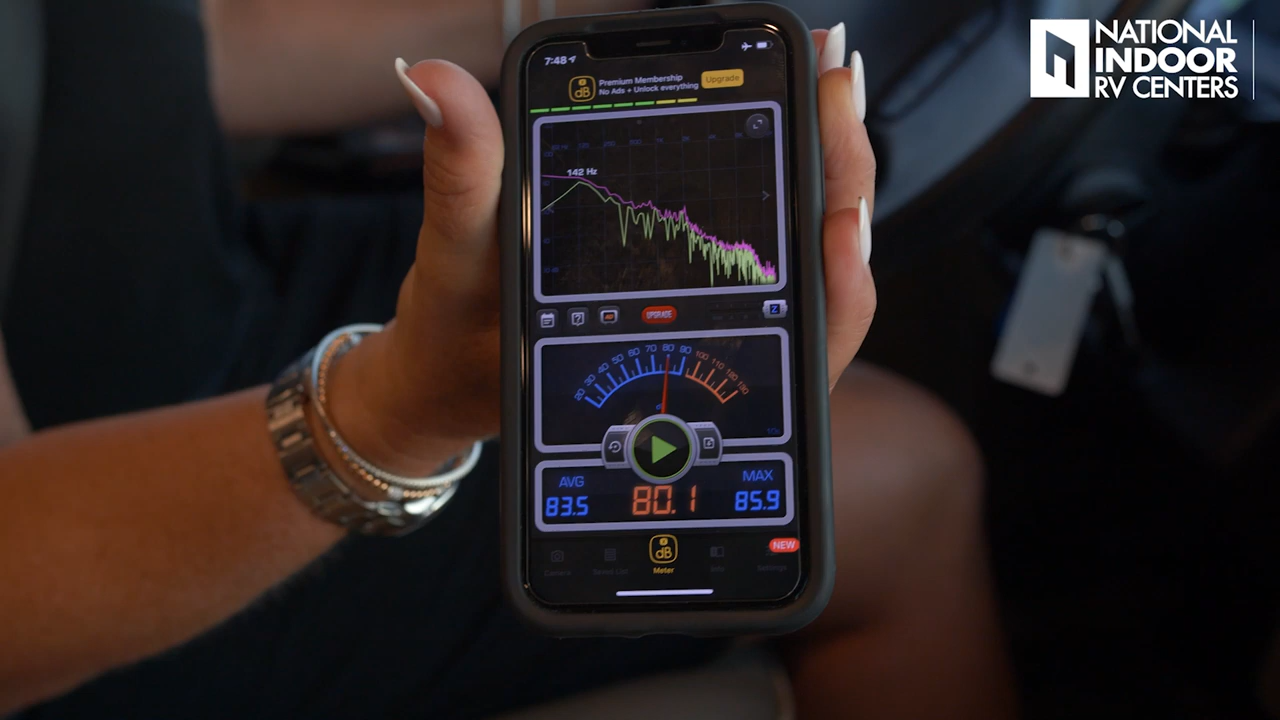 NATIONAL
INDOOR
RV CENTERS
7:48
dB
Premium Membership
No Ads + Unlock everything
Upgrade
142 Hz
UPGRADE
Z
20 30 40 50 60 70 80 90 100 110 120 130
AVG
MAX
83.5
80.1
85.9
dB
NEW
Meter